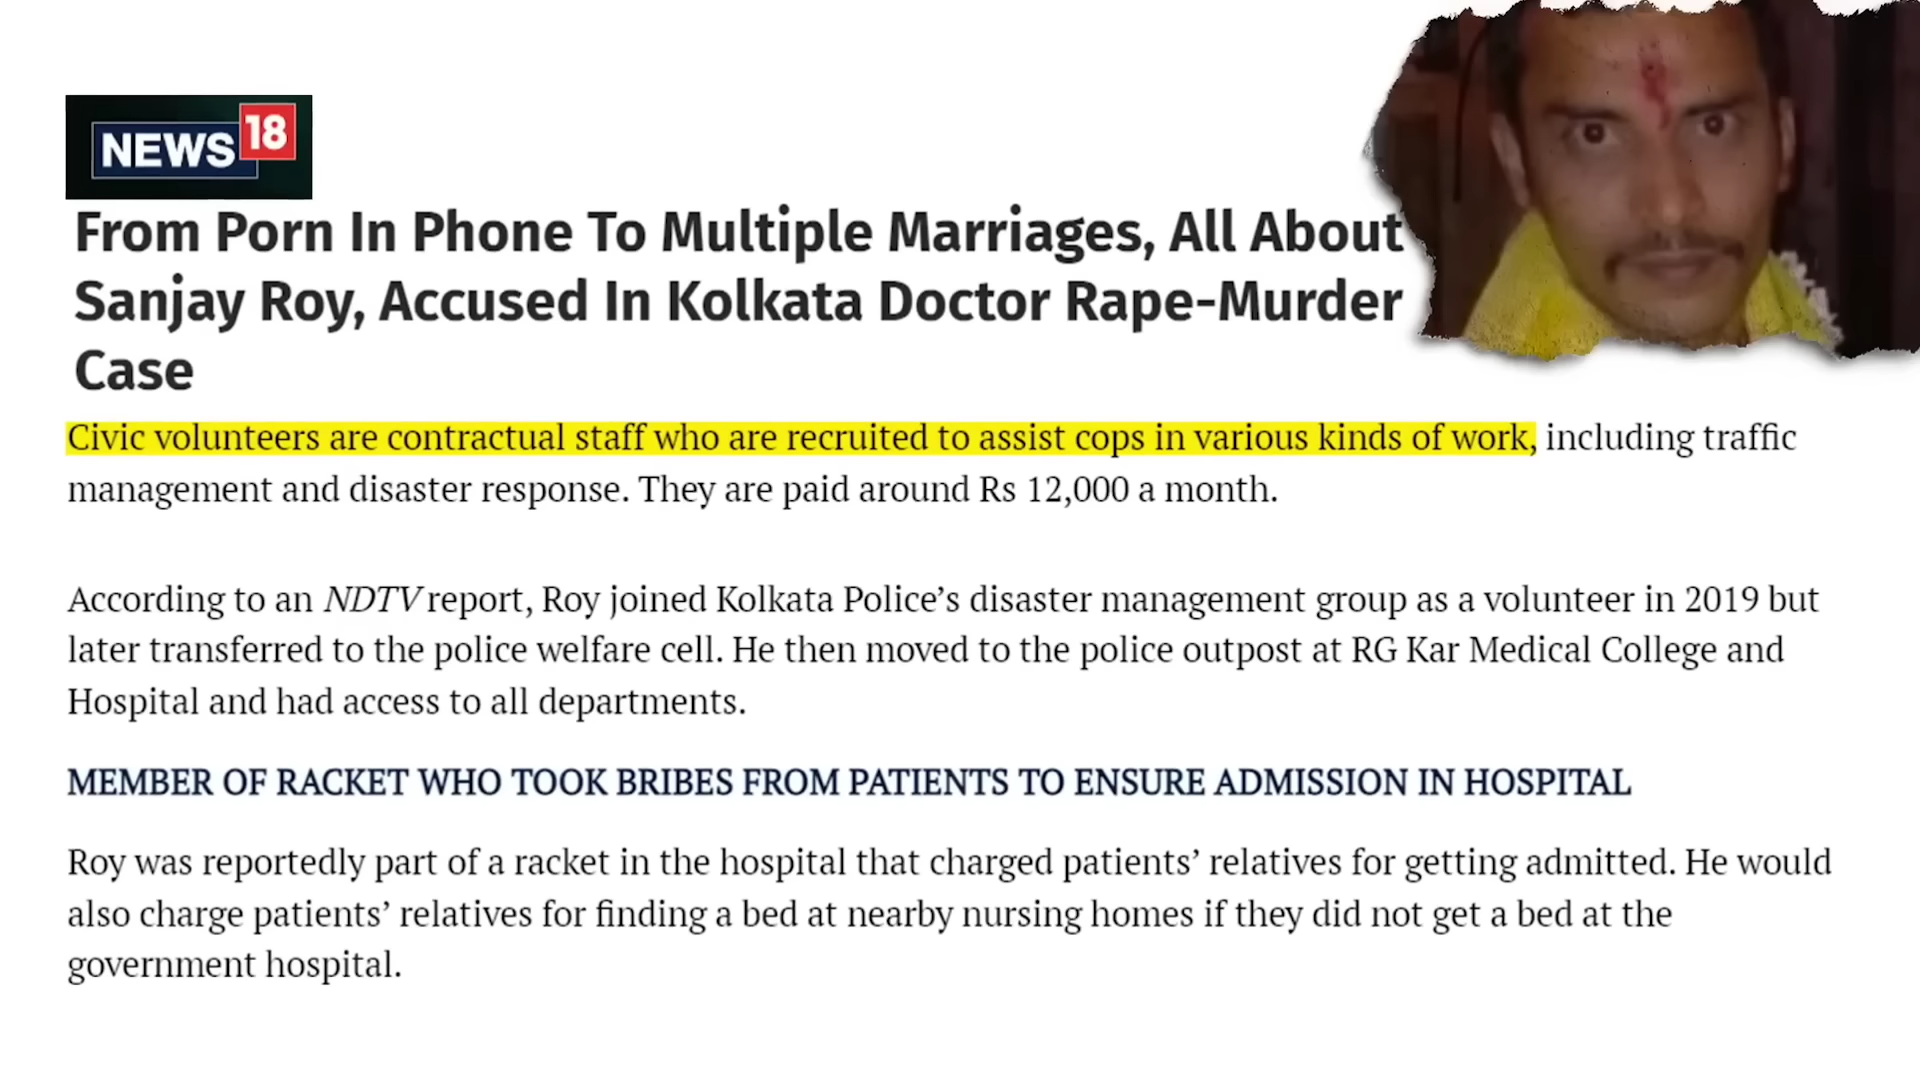 NEWS 18
From Porn In Phone To Multiple Marriages, All About
Sanjay Roy, Accused In Kolkata Doctor Rape-Murder
Case
Civic volunteers are contractual staff who are recruited to assist cops in various kinds of work, including traffic
management and disaster response. They are paid around Rs 12,000 a month.
According to an NDTV report, Roy joined Kolkata Police’s disaster management group as a volunteer in 2019 but
later transferred to the police welfare cell. He then moved to the police outpost at RG Kar Medical College and
Hospital and had access to all departments.
MEMBER OF RACKET WHO TOOK BRIBES FROM PATIENTS TO ENSURE ADMISSION IN HOSPITAL
Roy was reportedly part of a racket in the hospital that charged patients’ relatives for getting admitted. He would
also charge patients’ relatives for finding a bed at nearby nursing homes if they did not get a bed at the
government hospital.